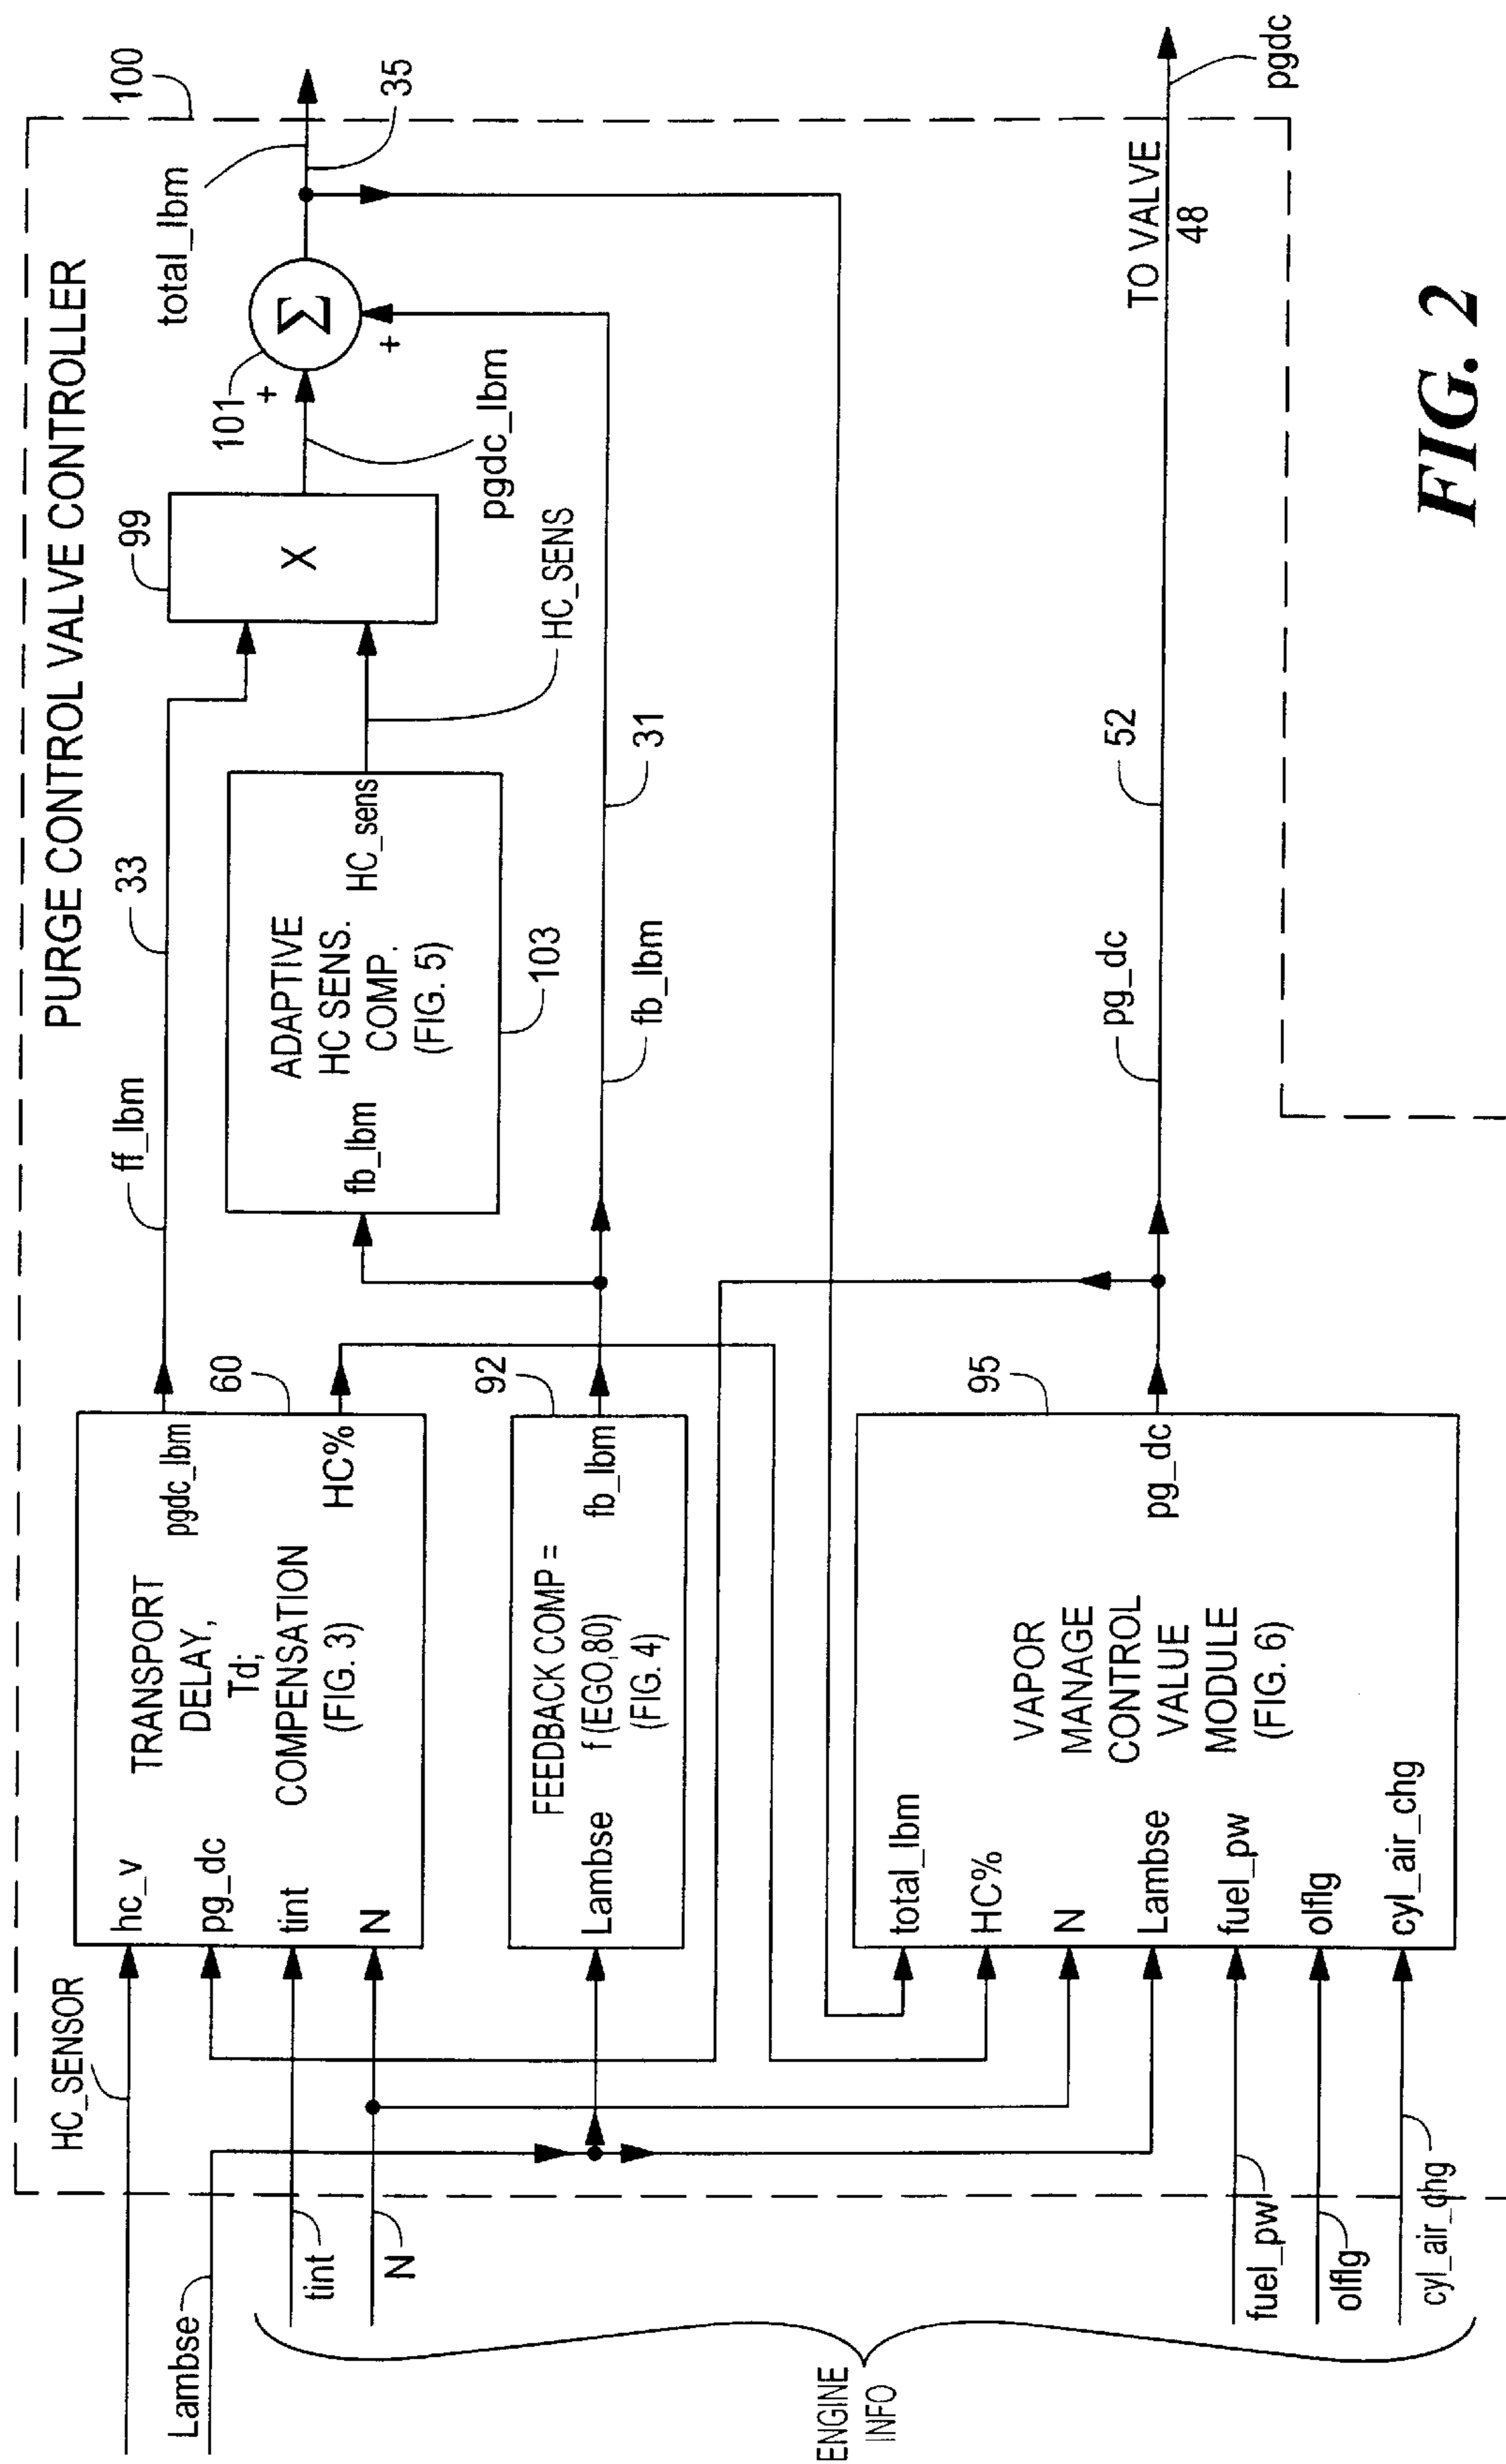 PURGE CONTROL VALVE CONTROLLER
100
HC_SENSOR
Lambse
tint
N
ENGINE
INFO
fuel_pw
olflg
cyl_air_chg
hc_v
pg_dc
tint
N
TRANSPORT
DELAY,
Td;
COMPENSATION
(FIG. 3)
pgdc_lbm
HC%
60
ff_lbm
33
Lambse
FEEDBACK COMP =
f (EGO,80)
(FIG. 4)
fb_lbm
92
fb_lbm
ADAPTIVE
HC SENS.
COMP.
(FIG. 5)
HC_sens
103
HC_SENS
99
X
pgdc_lbm
101
+
+
Σ
total_lbm
35
fb_lbm
31
total_lbm
HC%
N
Lambse
fuel_pw
olflg
cyl_air_chg
VAPOR
MANAGE
CONTROL
VALUE
MODULE
(FIG. 6)
pg_dc
95
pg_dc
52
TO VALVE
48
pgdc
FIG. 2